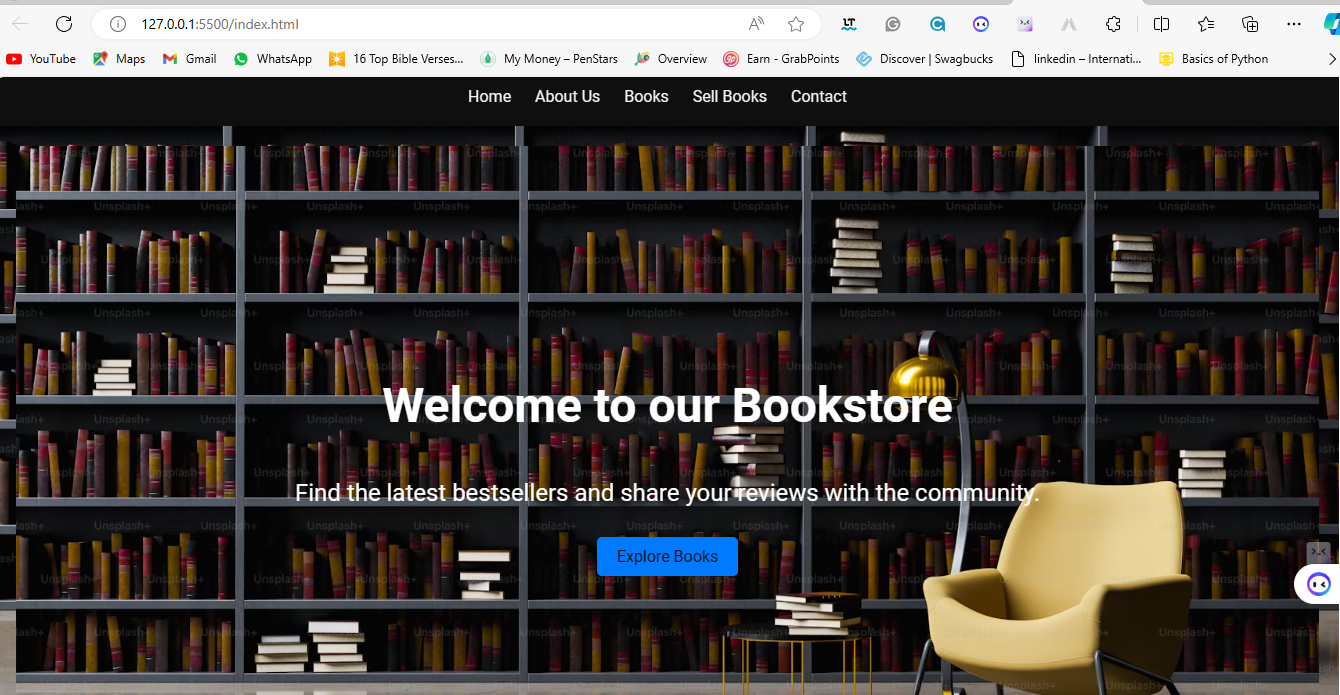 127.0.0.1:5500/index.html
YouTube Maps Gmail WhatsApp 16 Top Bible Verses... My Money – PenStars Overview Earn - GrabPoints Discover | Swagbucks linkedin – Internati... Basics of Python
Home About Us Books Sell Books Contact
Welcome to our Bookstore
Find the latest bestsellers and share your reviews with the community.
Explore Books
Unsplash+